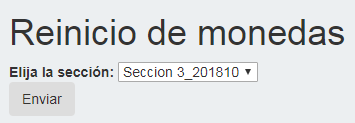 Reinicio de monedas
Elija la sección: Seccion 3_201810
Enviar